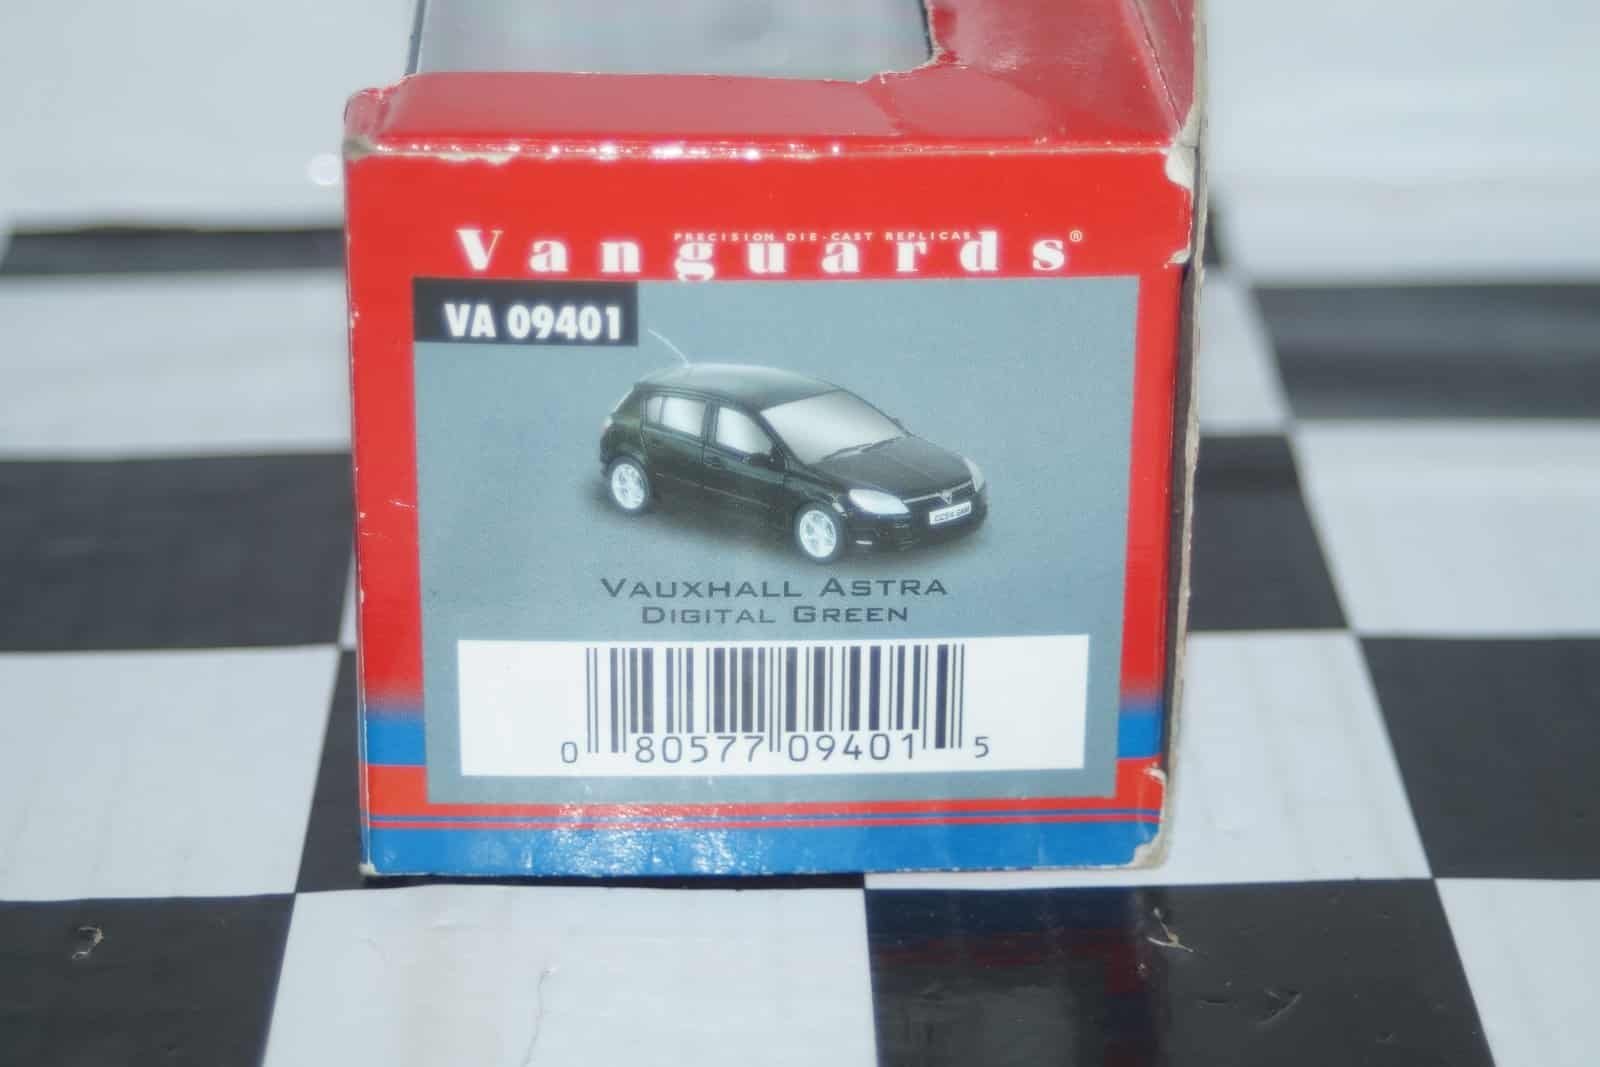 PRECISION DIE-CAST REPLICAS
Vanguards®
VA 09401
VAUXHALL ASTRA
DIGITAL GREEN
0 80577 09401 5